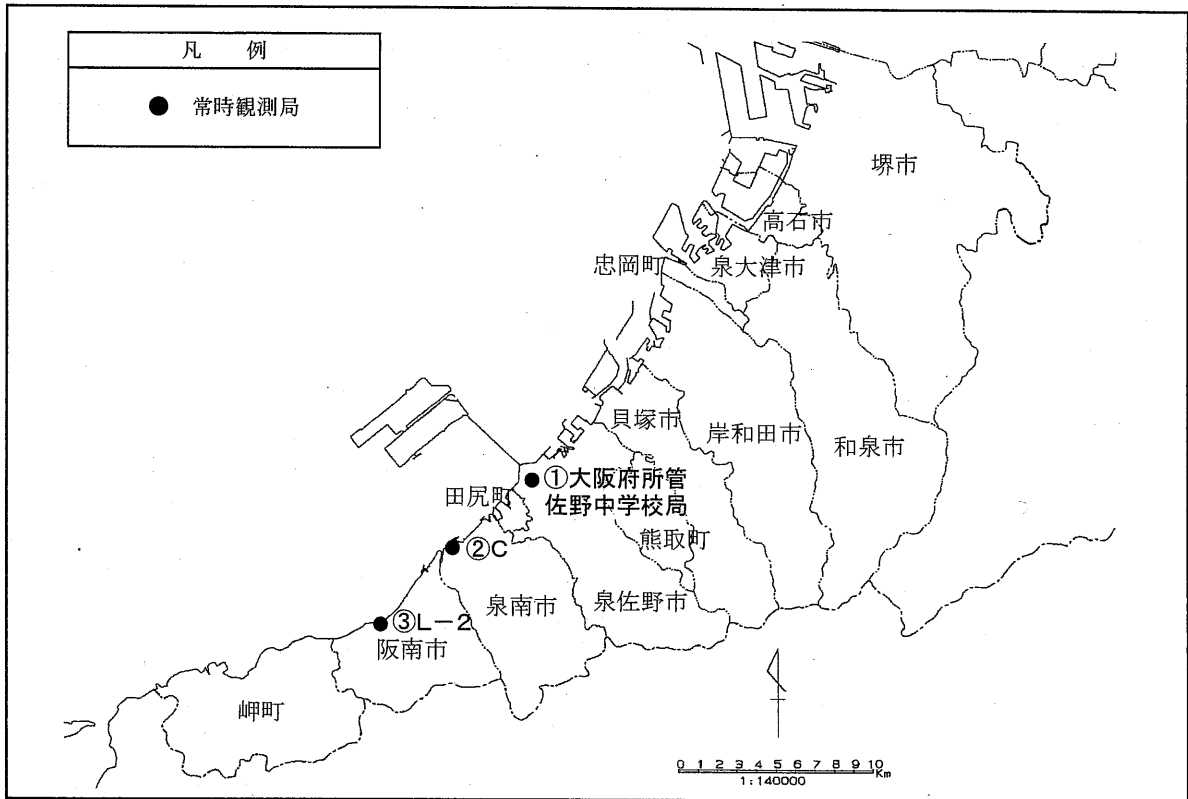 凡 例
● 常時観測局
堺市
高石市
忠岡町
泉大津市
貝塚市
岸和田市
和泉市
①大阪府所管
佐野中学校局
田尻町
熊取町
②C
泉南市
泉佐野市
③L－2
阪南市
岬町
0 1 2 3 4 5 6 7 8 9 10
Km
1:140000